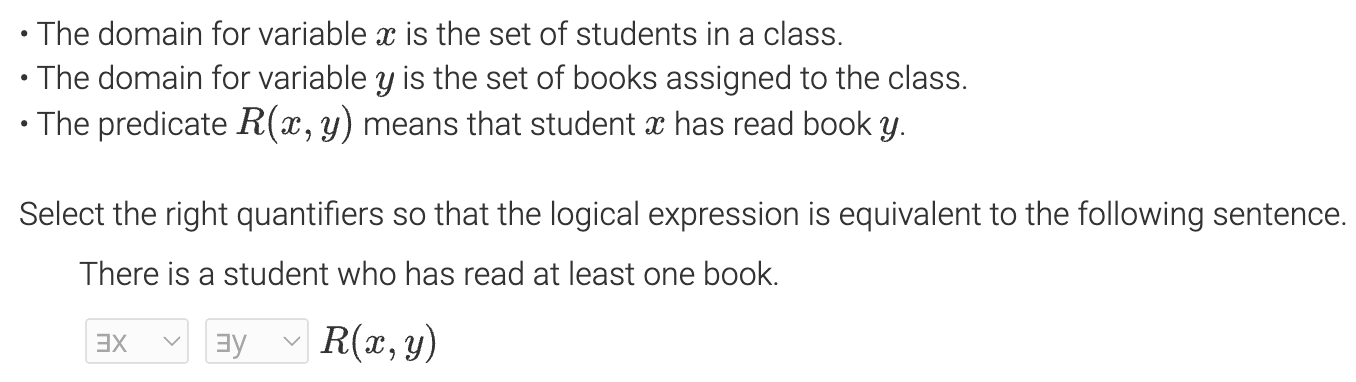 • The domain for variable x is the set of students in a class.
• The domain for variable y is the set of books assigned to the class.
• The predicate R(x, y) means that student x has read book y.
Select the right quantifiers so that the logical expression is equivalent to the following sentence.
There is a student who has read at least one book.
∃x ∃y R(x, y)